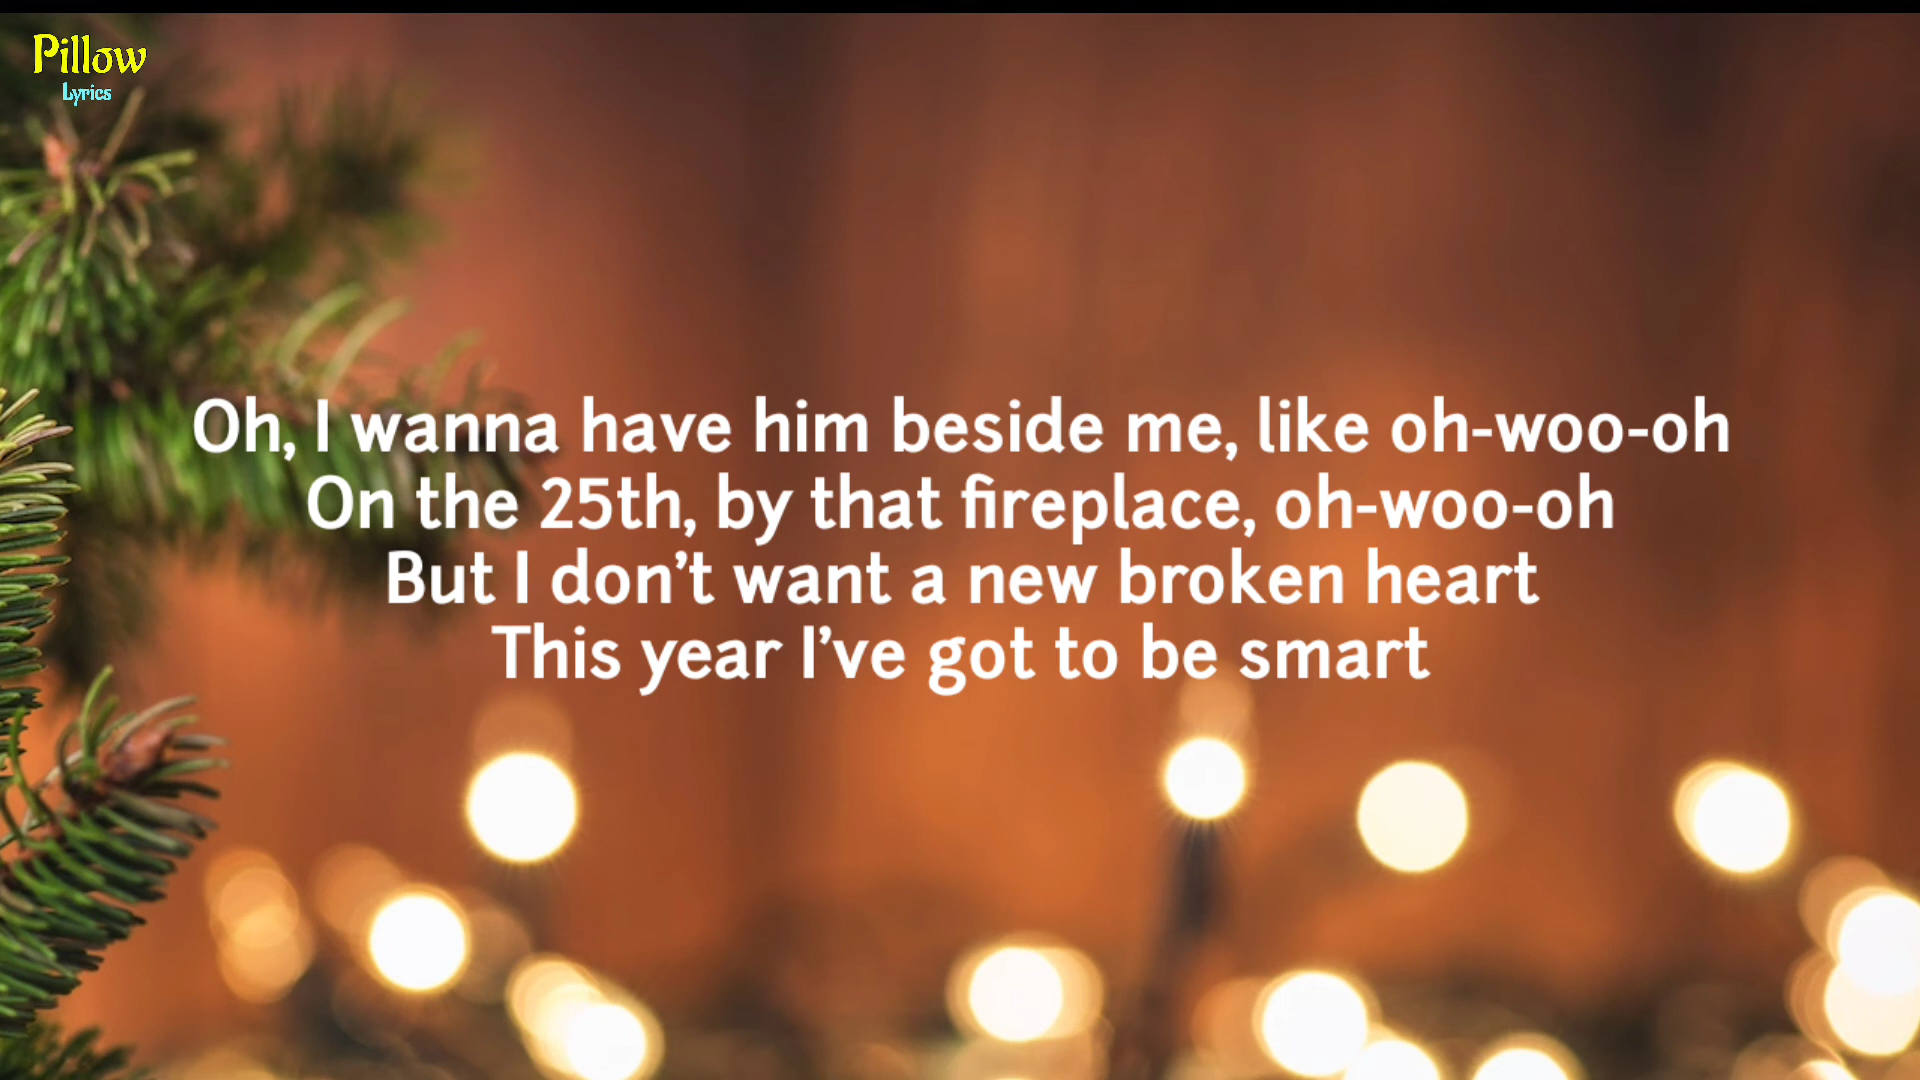 Pillow
Lyrics
Oh, I wanna have him beside me, like oh-woo-oh
On the 25th, by that fireplace, oh-woo-oh
But I don’t want a new broken heart
This year I’ve got to be smart